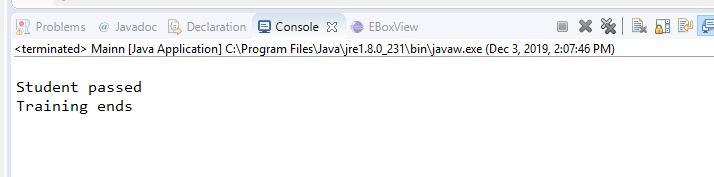 Problems @ Javadoc Declaration Console EBoxView
<terminated> Mainn [Java Application] C:\Program Files\Java\jre1.8.0_231\bin\javaw.exe (Dec 3, 2019, 2:07:46 PM)
Student passed
Training ends